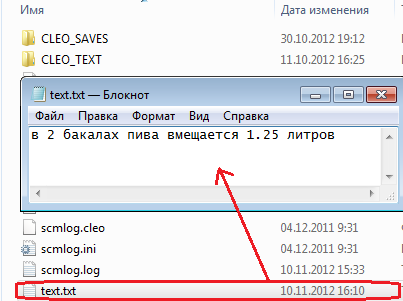 Имя Дата изменения
CLEO_SAVES 30.10.2012 19:12
CLEO_TEXT 11.10.2012 16:25
text.txt — Блокнот
Файл Правка Формат Вид Справка
в 2 бакалах пива вмещается 1.25 литров
scmlog.cleo 04.12.2011 9:31
scmlog.ini 04.12.2011 9:31
scmlog.log 10.11.2012 15:33
text.txt 10.11.2012 16:10